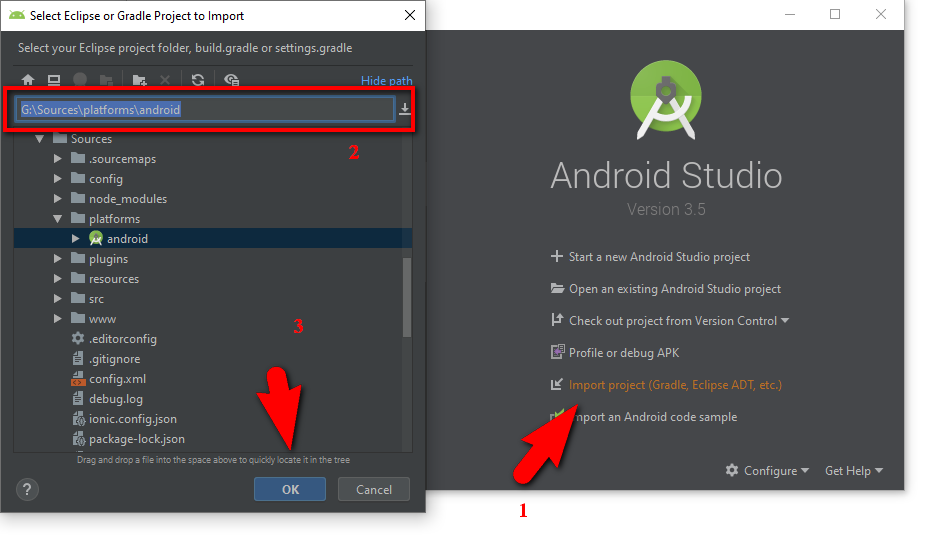 Select Eclipse or Gradle Project to Import
Select your Eclipse project folder, build.gradle or settings.gradle
Hide path
G:\Sources\platforms\android
2
Sources
.sourcemaps
config
node_modules
platforms
android
plugins
resources
src
www
.editorconfig
.gitignore
config.xml
debug.log
ionic.config.json
package-lock.json
3
Drag and drop a file into the space above to quickly locate it in the tree
?
OK
Cancel
Android Studio
Version 3.5
Start a new Android Studio project
Open an existing Android Studio project
Check out project from Version Control
Profile or debug APK
Import project (Gradle, Eclipse ADT, etc.)
Import an Android code sample
Configure
Get Help
1